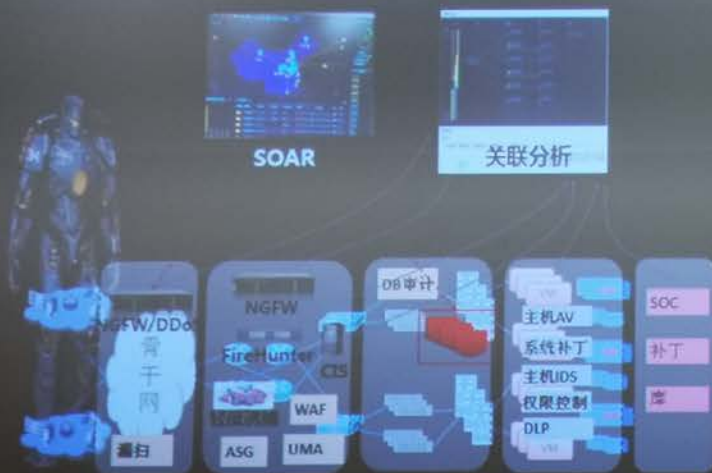 SOAR
关联分析
NGFW/DDoS
骨干网
漏扫
NGFW
FireHunter
CIS
WAF
ASG
UMA
DB审计
主机AV
系统补丁
主机IDS
权限控制
DLP
VM
SOC
补丁
库